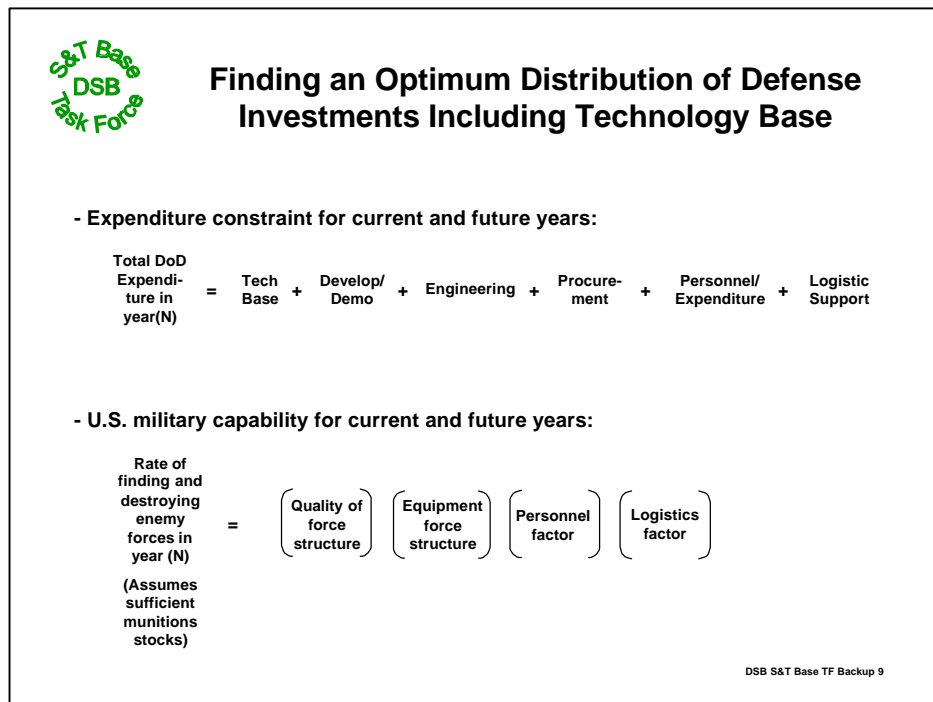 S&T Base
DSB
Task Force
Finding an Optimum Distribution of Defense
Investments Including Technology Base
- Expenditure constraint for current and future years:
Total DoD
Expendi-
ture in
year(N)
=
Tech
Base
+
Develop/
Demo
+
Engineering
+
Procure-
ment
+
Personnel/
Expenditure
+
Logistic
Support
- U.S. military capability for current and future years:
Rate of
finding and
destroying
enemy
forces in
year (N)
(Assumes
sufficient
munitions
stocks)
=
Quality of
force
structure
Equipment
force
structure
Personnel
factor
Logistics
factor
DSB S&T Base TF Backup 9